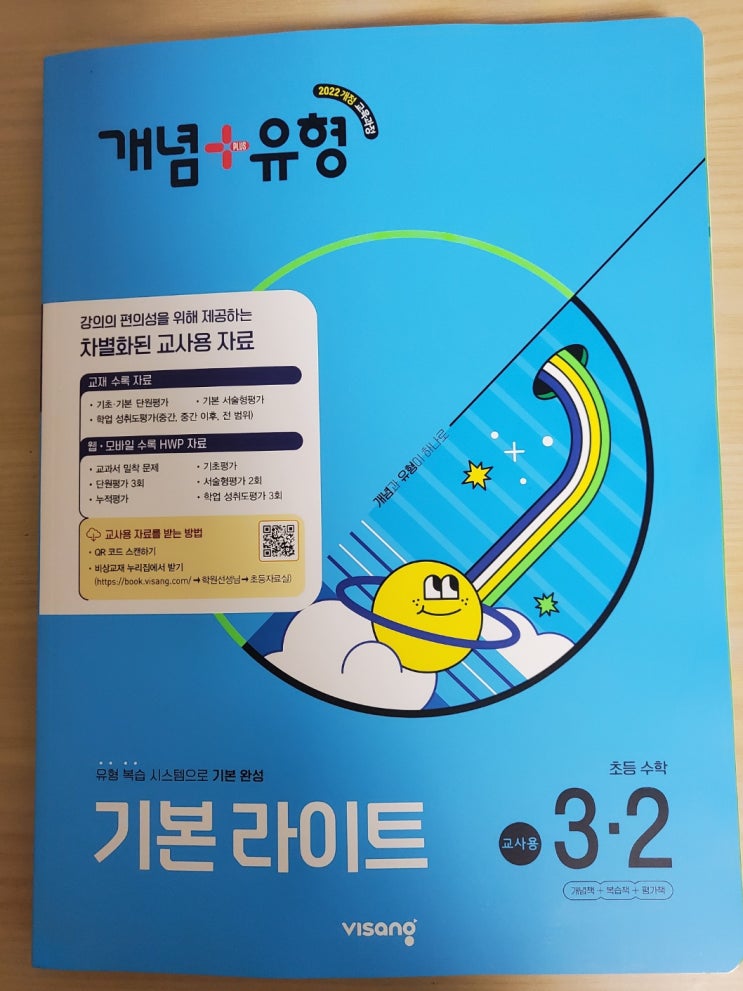 2022 개정 교육과정
개념+유형
PLUS
강의의 편의성을 위해 제공하는
차별화된 교사용 자료
교재 수록 자료
• 기초·기본 단원평가 • 기본 서술형평가
• 학업 성취도평가(중간, 중간 이후, 전 범위)
웹·모바일 수록 HWP 자료
• 교과서 밀착 문제 • 기초평가
• 단원평가 3회 • 서술형평가 2회
• 누적평가 • 학업 성취도평가 3회
교사용 자료를 받는 방법
• QR 코드 스캔하기
• 비상교재 누리집에서 받기
(https://book.visang.com/ → 학원선생님 → 초등자료실)
개념과 유형이 하나로
유형 복습 시스템으로 기본 완성
기본 라이트
초등 수학
교사용
3·2
개념책 + 복습책 + 평가책
visang